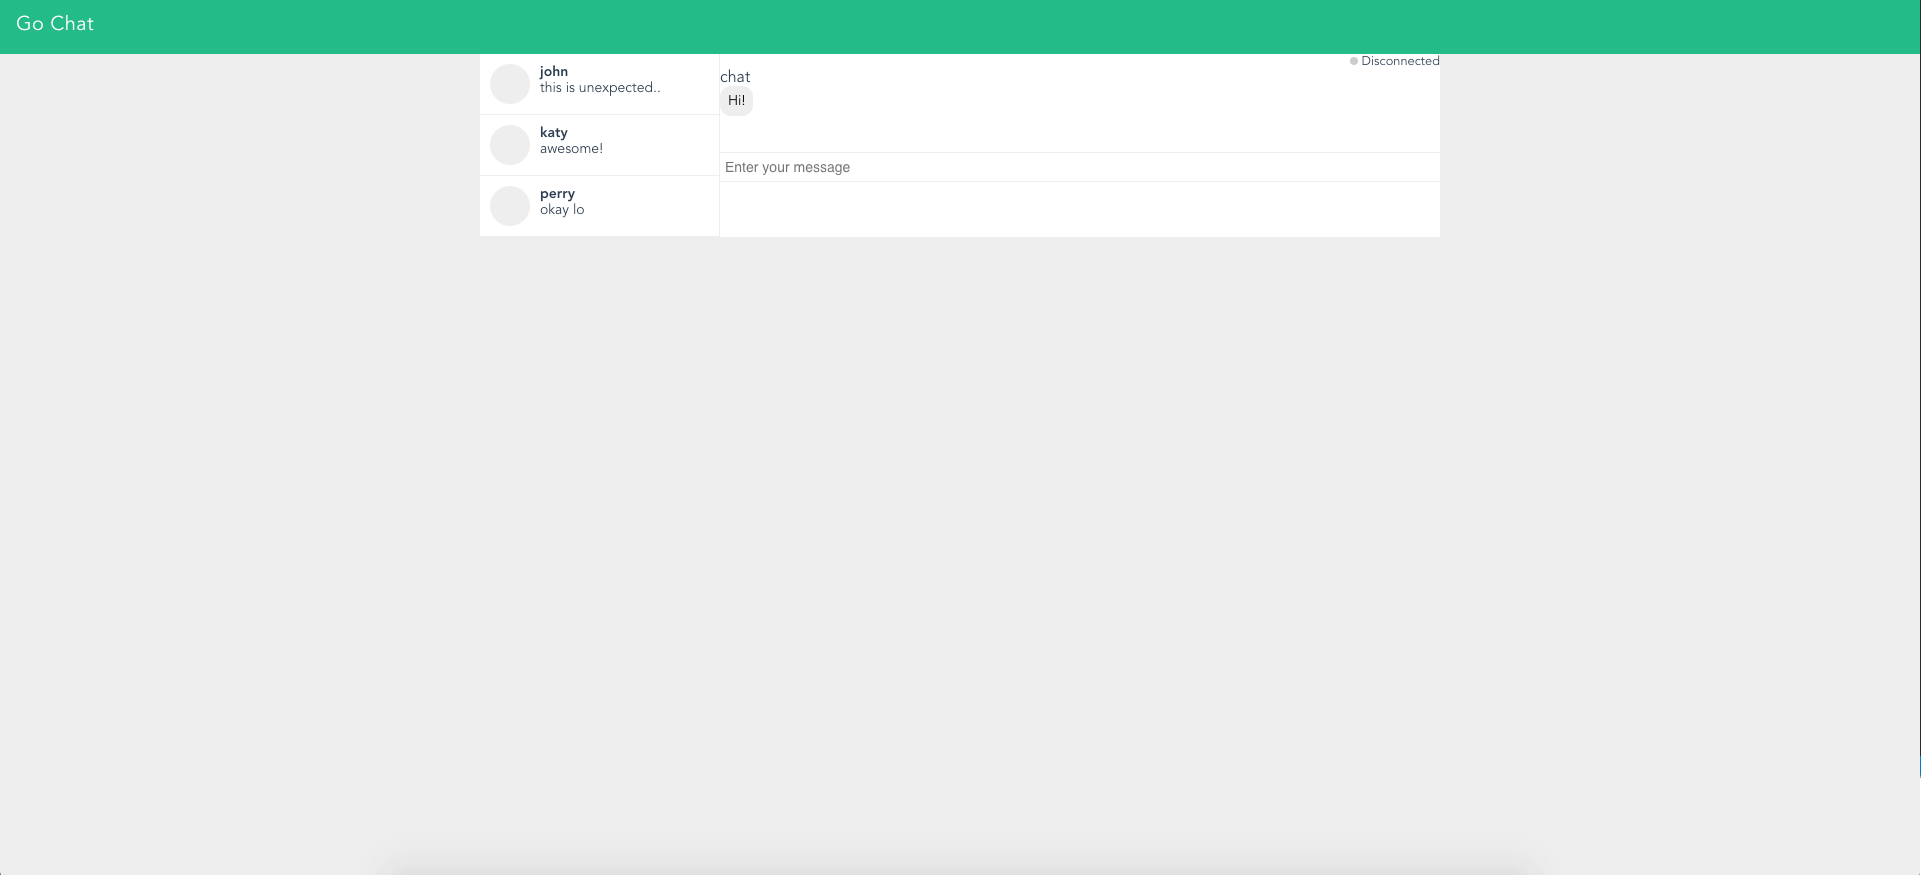 Go Chat
john
this is unexpected..
katy
awesome!
perry
okay lo
Disconnected
chat
Hi!
Enter your message